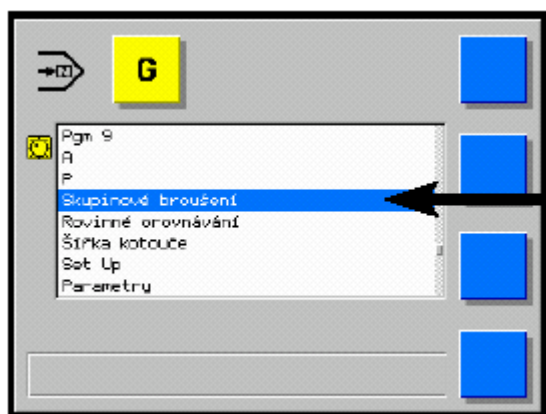 N
G
Pgm 9
A
P
Skupinové broušení
Rovinné orovnávání
Šířka kotouče
Set Up
Parametry